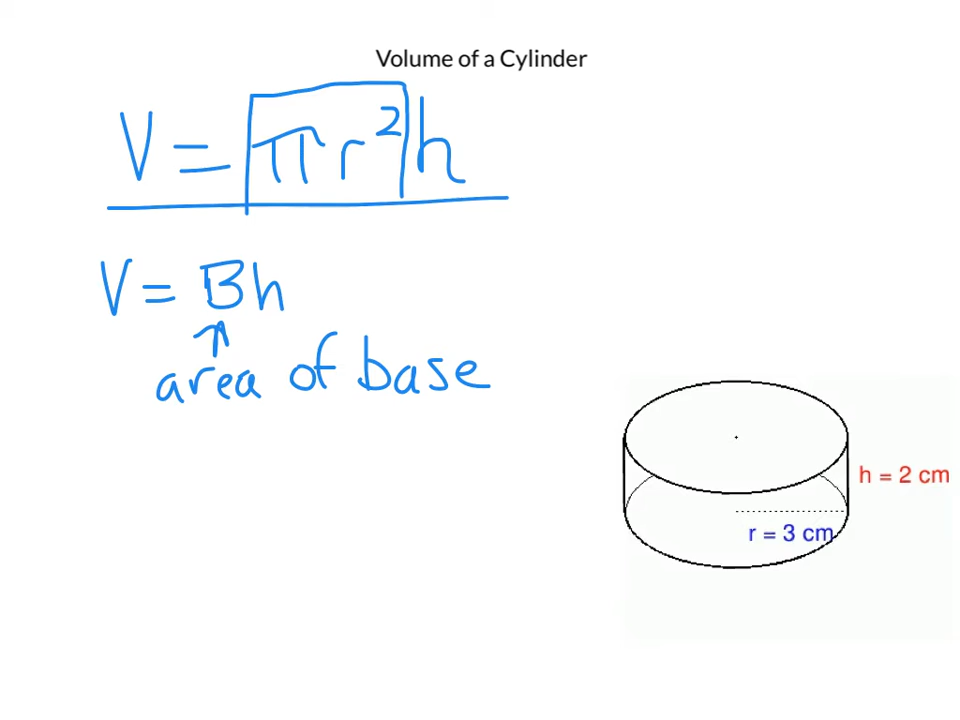 Volume of a Cylinder
V = πr²h
V = Bh
↑
area of base
h = 2 cm
r = 3 cm